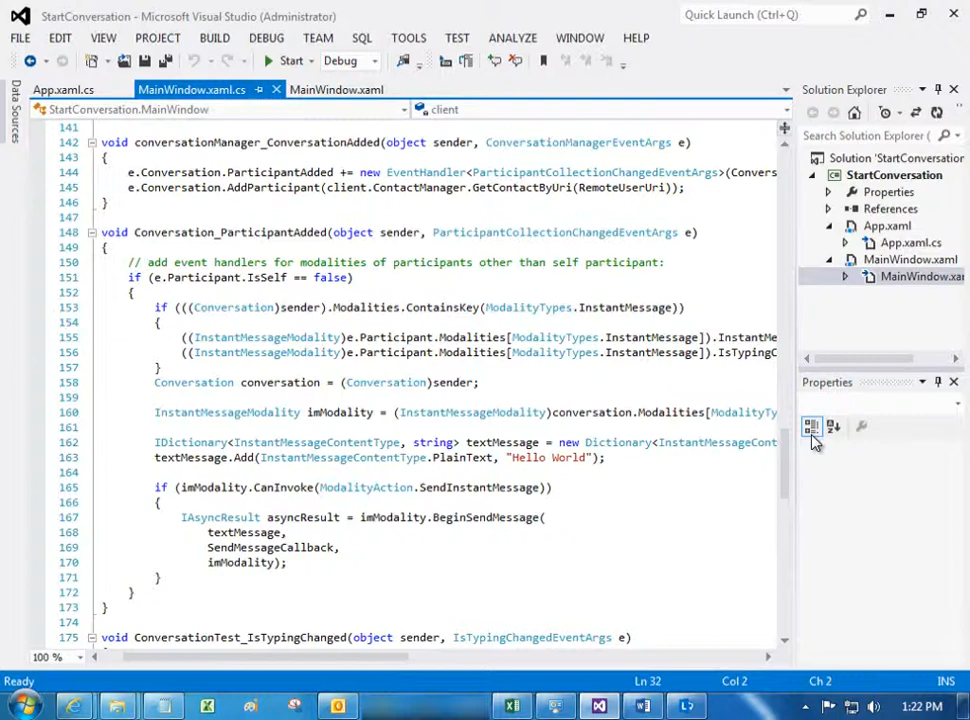 StartConversation - Microsoft Visual Studio (Administrator)
Quick Launch (Ctrl+Q)
FILE EDIT VIEW PROJECT BUILD DEBUG TEAM SQL TOOLS TEST ANALYZE WINDOW HELP
Start Debug
Data Sources
App.xaml.cs MainWindow.xaml.cs MainWindow.xaml
StartConversation.MainWindow client
141
142 void conversationManager_ConversationAdded(object sender, ConversationManagerEventArgs e)
143 {
144 e.Conversation.ParticipantAdded += new EventHandler<ParticipantCollectionChangedEventArgs>(Convers
145 e.Conversation.AddParticipant(client.ContactManager.GetContactByUri(RemoteUserUri));
146 }
147
148 void Conversation_ParticipantAdded(object sender, ParticipantCollectionChangedEventArgs e)
149 {
150 // add event handlers for modalities of participants other than self participant:
151 if (e.Participant.IsSelf == false)
152 {
153 if (((Conversation)sender).Modalities.ContainsKey(ModalityTypes.InstantMessage))
154 {
155 ((InstantMessageModality)e.Participant.Modalities[ModalityTypes.InstantMessage]).InstantMe
156 ((InstantMessageModality)e.Participant.Modalities[ModalityTypes.InstantMessage]).IsTypingC
157 }
158 Conversation conversation = (Conversation)sender;
159
160 InstantMessageModality imModality = (InstantMessageModality)conversation.Modalities[ModalityTy
161
162 IDictionary<InstantMessageContentType, string> textMessage = new Dictionary<InstantMessageCont
163 textMessage.Add(InstantMessageContentType.PlainText, "Hello World");
164
165 if (imModality.CanInvoke(ModalityAction.SendInstantMessage))
166 {
167 IAsyncResult asyncResult = imModality.BeginSendMessage(
168 textMessage,
169 SendMessageCallback,
170 imModality);
171 }
172 }
173 }
175 void ConversationTest_IsTypingChanged(object sender, IsTypingChangedEventArgs e)
100 %
Solution Explorer
Search Solution Explorer (
Solution 'StartConversation
StartConversation
Properties
References
App.xaml
App.xaml.cs
MainWindow.xaml
MainWindow.xa
Properties
Ready Ln 32 Col 2 Ch 2 INS
1:22 PM